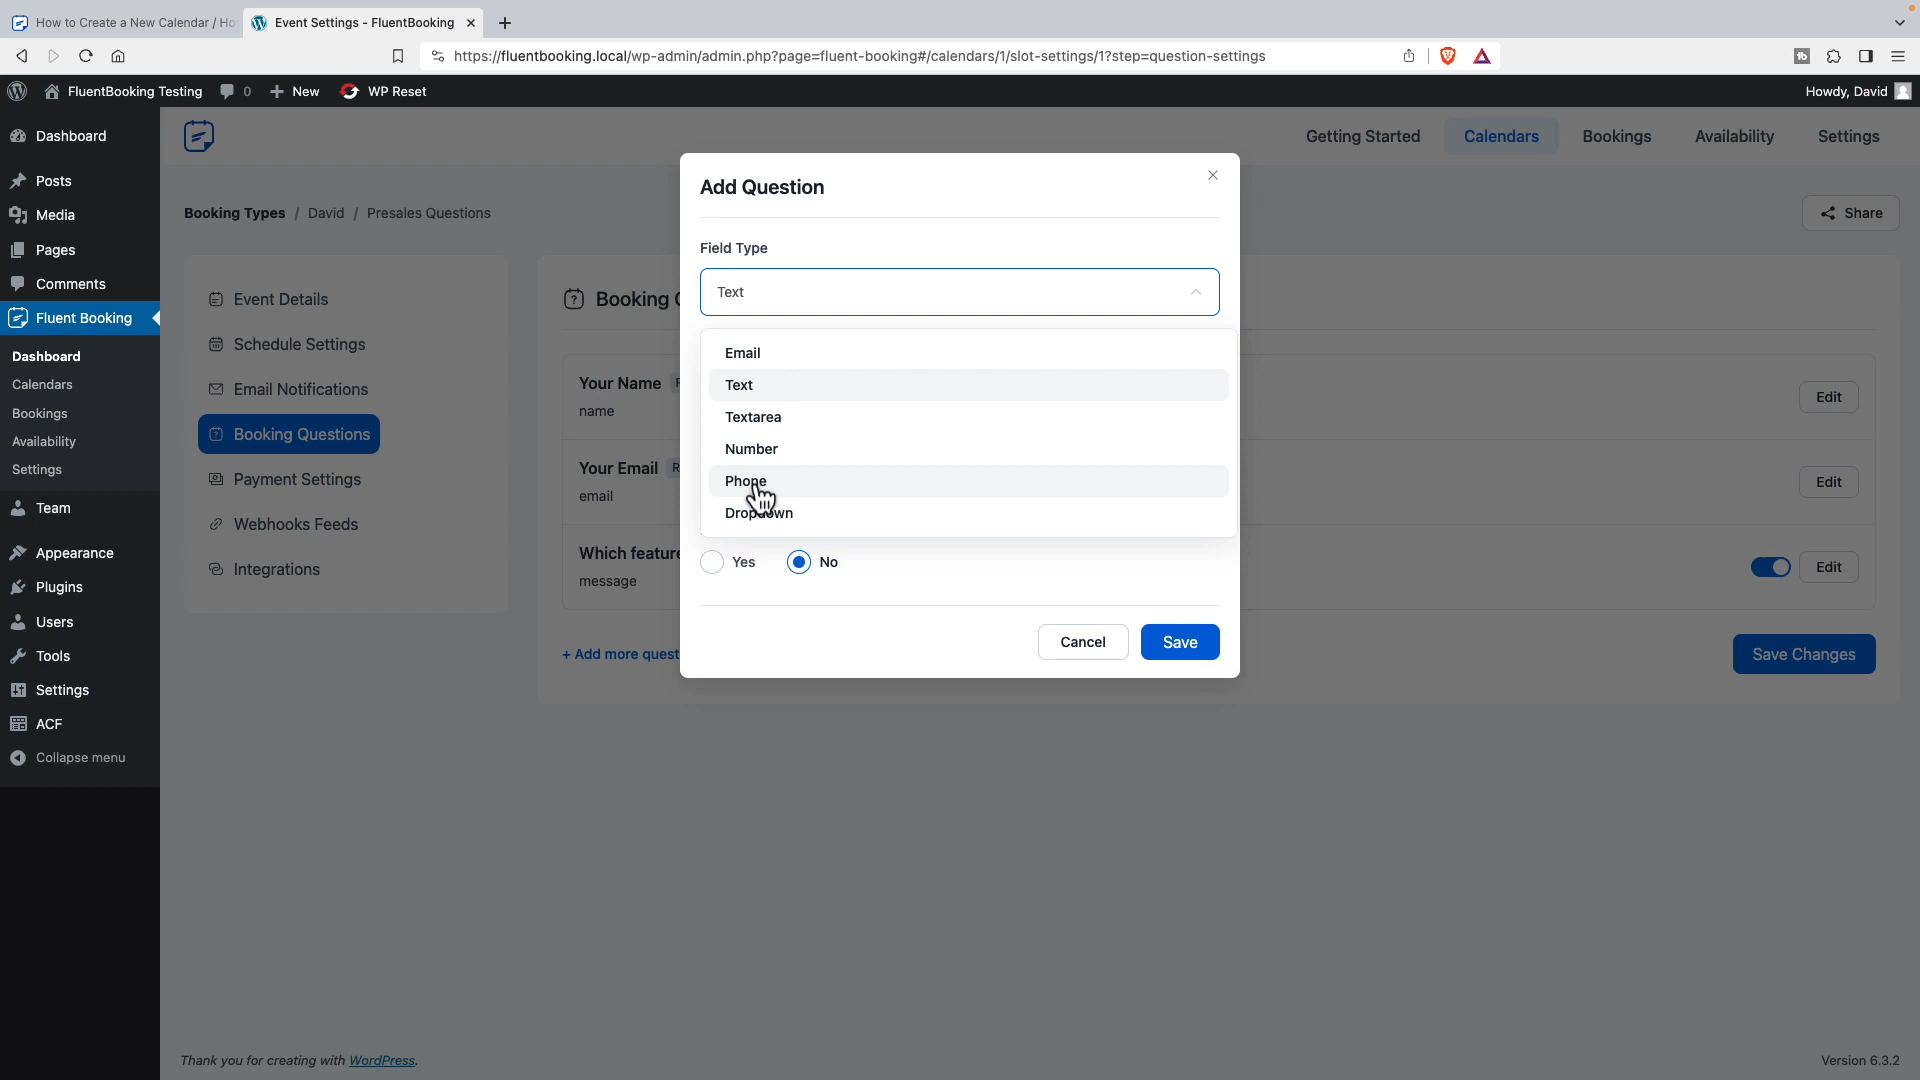 How to Create a New Calendar / Ho
Event Settings - FluentBooking
https://fluentbooking.local/wp-admin/admin.php?page=fluent-booking#/calendars/1/slot-settings/1?step=question-settings
FluentBooking Testing
0
New
WP Reset
Howdy, David
Dashboard
Posts
Media
Pages
Comments
Fluent Booking
Dashboard
Calendars
Bookings
Availability
Settings
Team
Appearance
Plugins
Users
Tools
Settings
ACF
Collapse menu
Getting Started
Calendars
Bookings
Availability
Settings
Booking Types / David / Presales Questions
Share
Event Details
Schedule Settings
Email Notifications
Booking Questions
Payment Settings
Webhooks Feeds
Integrations
Booking
Your Name
name
Edit
Your Email
email
Edit
Which feature
message
Edit
+ Add more quest
Save Changes
Add Question
Field Type
Text
Email
Text
Textarea
Number
Phone
Dropdown
Yes
No
Cancel
Save
Thank you for creating with WordPress.
Version 6.3.2